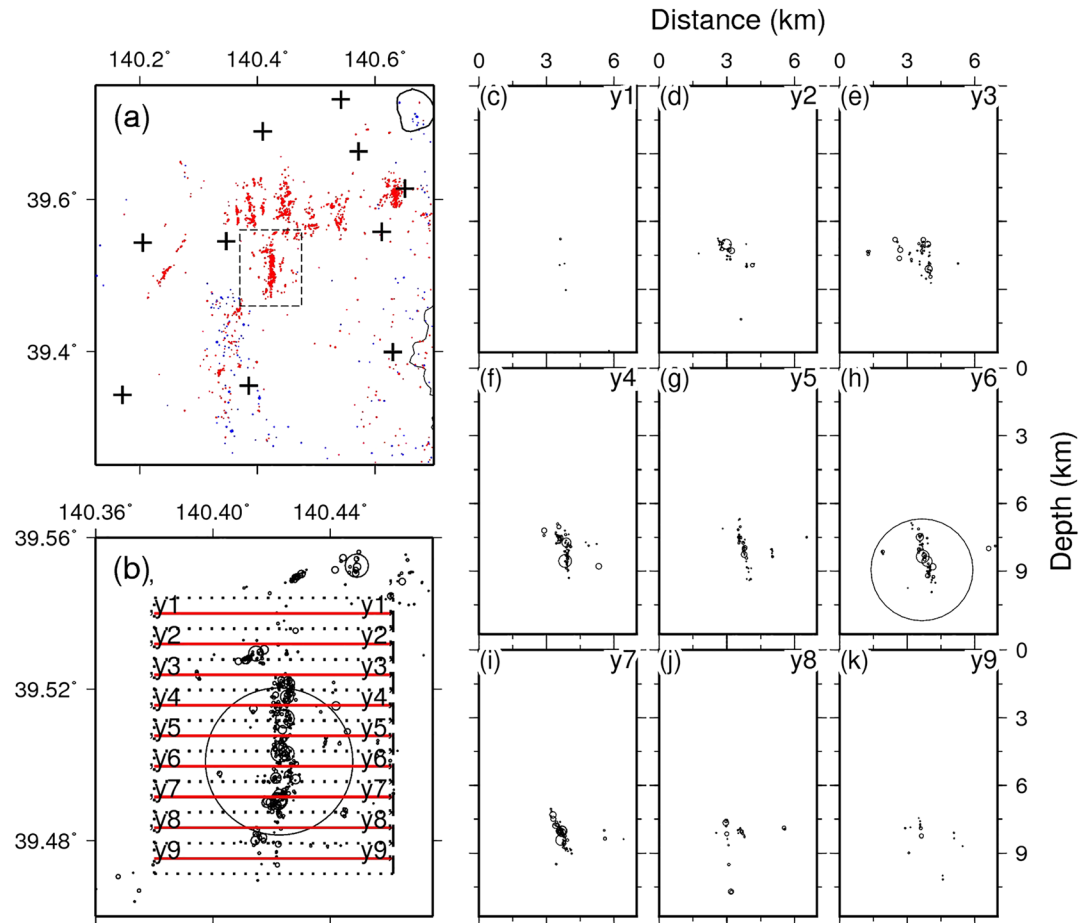 Distance (km)
140.2° 140.4° 140.6°
0 3 6 0 3 6 0 3 6
(a)
39.6°
39.4°
(c) y1
(d) y2
(e) y3
(f) y4
(g) y5
(h) y6
0
3
6
9
Depth (km)
140.36° 140.40° 140.44°
39.56°
39.52°
39.48°
(b)
y1 y1'
y2 y2'
y3 y3'
y4 y4'
y5 y5'
y6 y6'
y7 y7'
y8 y8'
y9 y9'
(i) y7
(j) y8
(k) y9
0
3
6
9